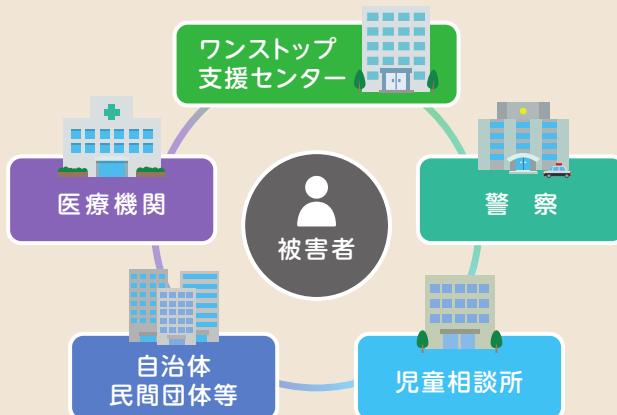 ワンストップ
支援センター
医療機関
警察
被害者
自治体
民間団体等
児童相談所